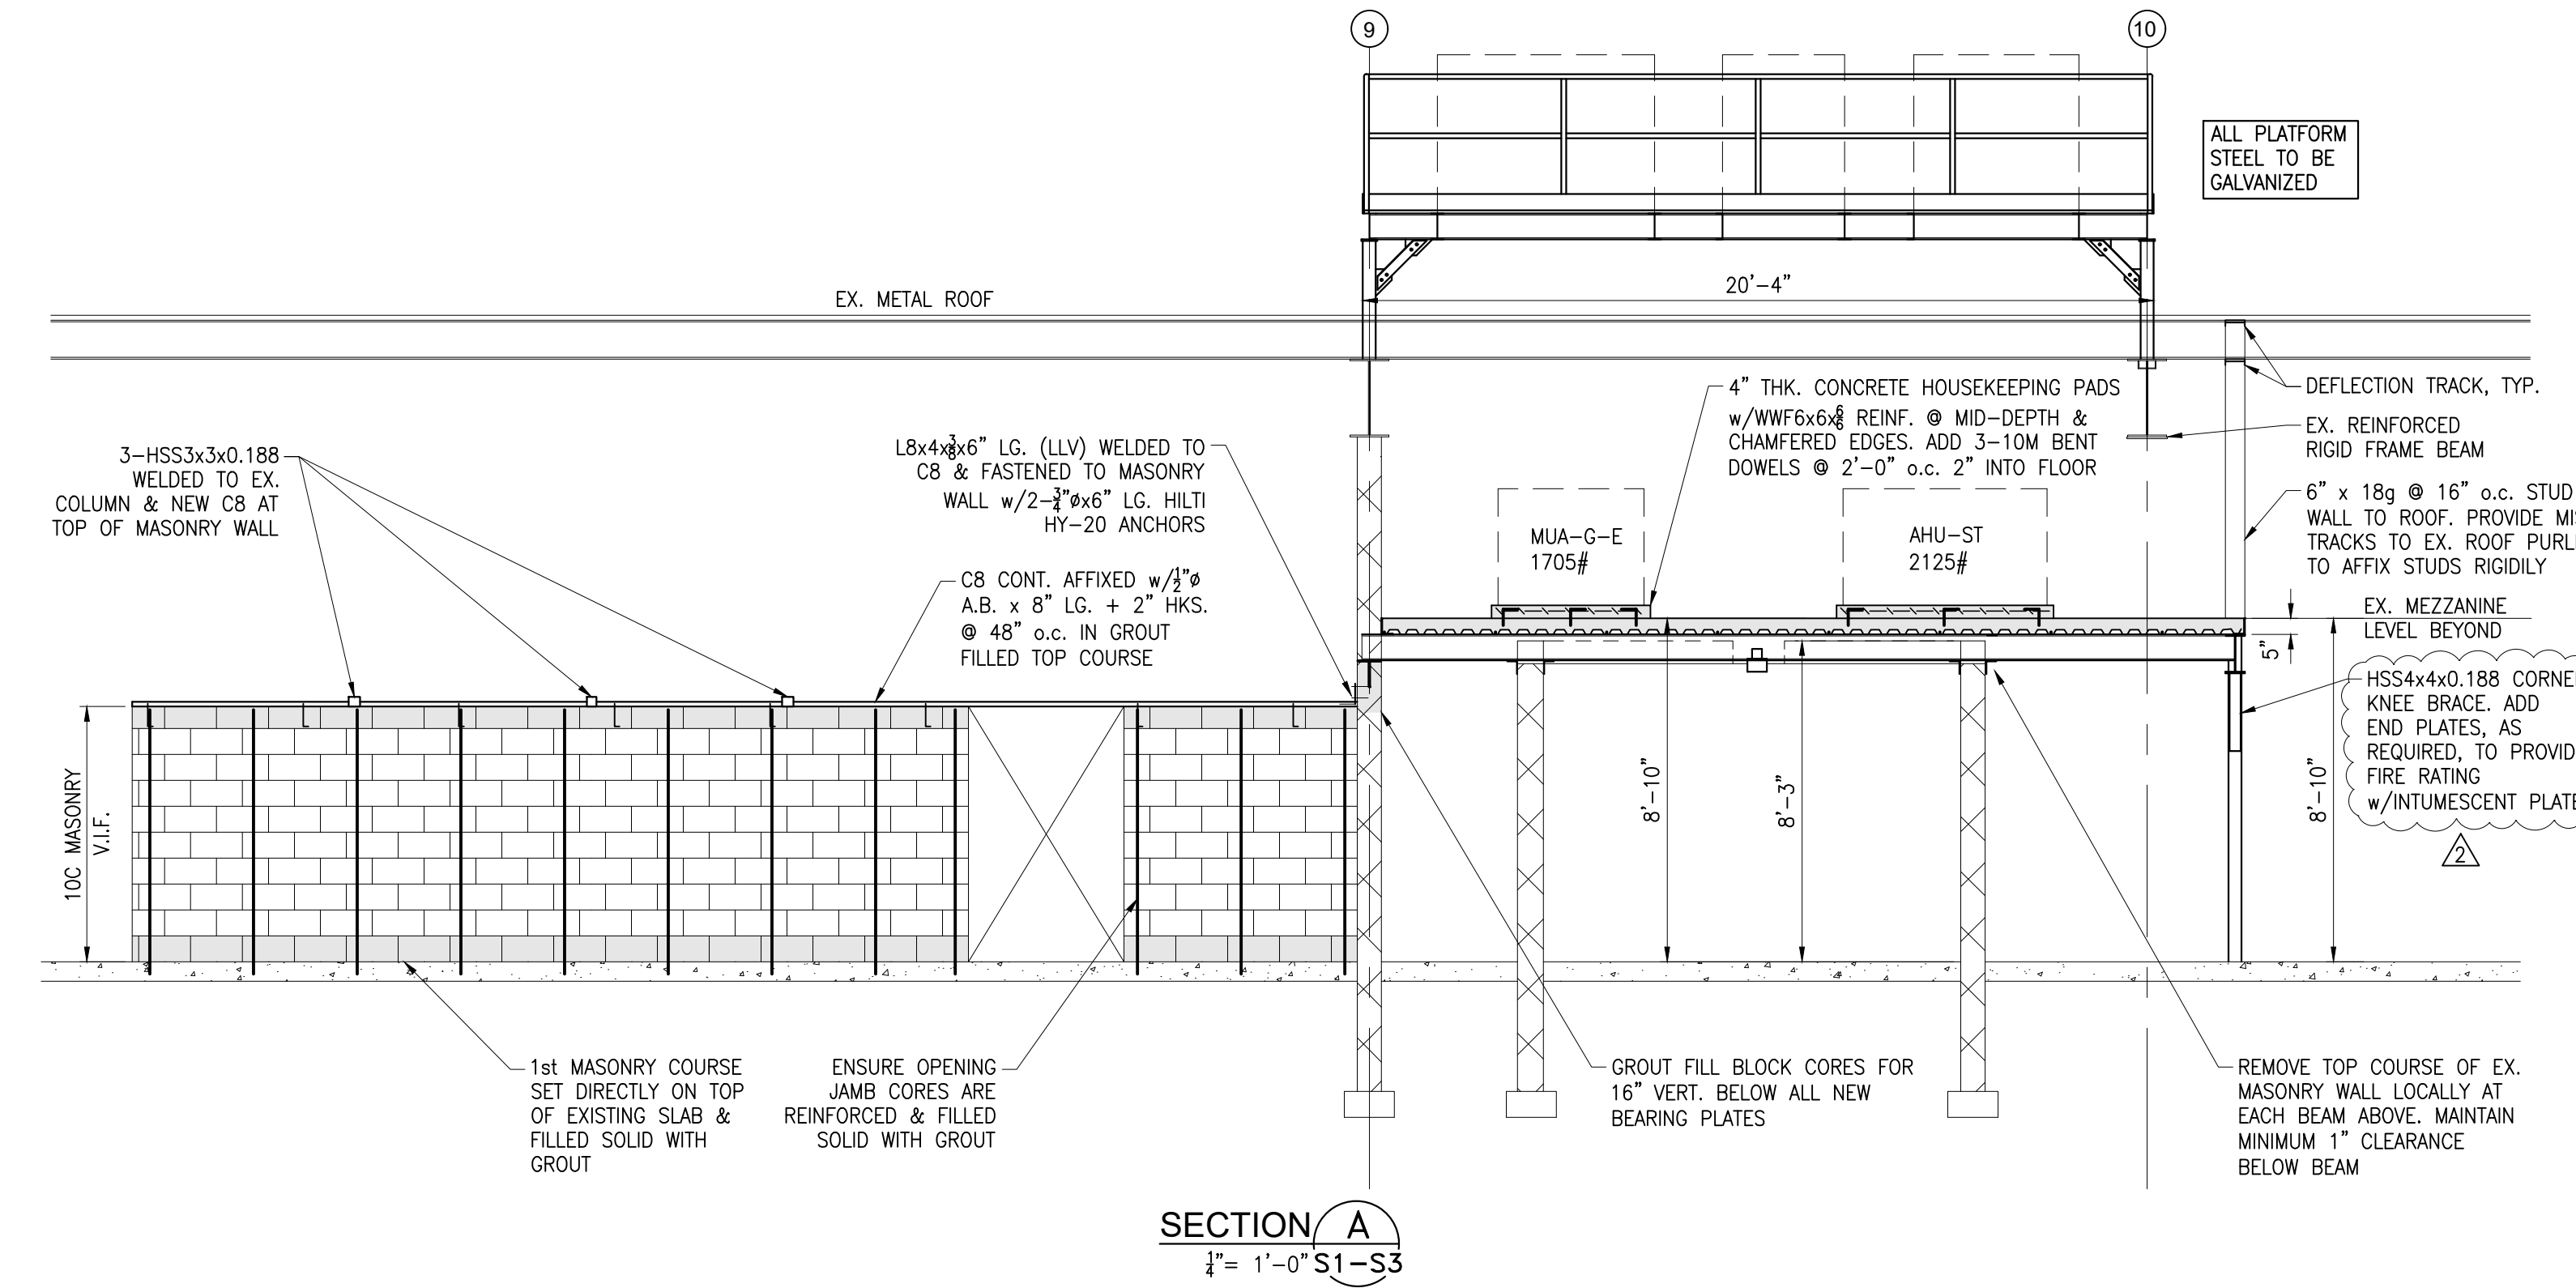 9
10
ALL PLATFORM
STEEL TO BE
GALVANIZED
20'-4"
EX. METAL ROOF
3-HSS3x3x0.188
WELDED TO EX.
COLUMN & NEW C8 AT
TOP OF MASONRY WALL
L8x4x3/8x6" LG. (LLV) WELDED TO
C8 & FASTENED TO MASONRY
WALL w/2-3/4"øx6" LG. HILTI
HY-20 ANCHORS
C8 CONT. AFFIXED w/1/2"ø
A.B. x 8" LG. + 2" HKS.
@ 48" o.c. IN GROUT
FILLED TOP COURSE
4" THK. CONCRETE HOUSEKEEPING PADS
w/WWF6x6x6/6 REINF. @ MID-DEPTH &
CHAMFERED EDGES. ADD 3-10M BENT
DOWELS @ 2'-0" o.c. 2" INTO FLOOR
DEFLECTION TRACK, TYP.
EX. REINFORCED
RIGID FRAME BEAM
6" x 18g @ 16" o.c. STUD
WALL TO ROOF. PROVIDE
TRACKS TO EX. ROOF
TO AFFIX STUDS RIGIDLY
MUA-G-E
1705#
AHU-ST
2125#
EX. MEZZANINE
LEVEL BEYOND
5"
HSS4x4x0.188
KNEE BRACE. ADD
END PLATES, AS
REQUIRED, TO
FIRE RATING
w/INTUMESCENT
2
10C MASONRY
V.I.F.
8'-10"
8'-3"
8'-10"
1st MASONRY COURSE
SET DIRECTLY ON TOP
OF EXISTING SLAB &
FILLED SOLID WITH
GROUT
ENSURE OPENING
JAMB CORES ARE
REINFORCED & FILLED
SOLID WITH GROUT
GROUT FILL BLOCK CORES FOR
16" VERT. BELOW ALL NEW
BEARING PLATES
REMOVE TOP COURSE OF EX.
MASONRY WALL LOCALLY AT
EACH BEAM ABOVE. MAINTAIN
MINIMUM 1" CLEARANCE
BELOW BEAM
SECTION A
1/4"= 1'-0" S1-S3